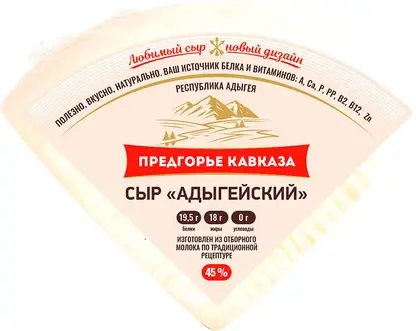 Любимый сыр новый дизайн
ПОЛЕЗНО, ВКУСНО, НАТУРАЛЬНО. ВАШ ИСТОЧНИК БЕЛКА И ВИТАМИНОВ: A, Ca, P, PP, B2, B12, Zn
РЕСПУБЛИКА АДЫГЕЯ
ПРЕДГОРЬЕ КАВКАЗА
СЫР «АДЫГЕЙСКИЙ»
19,5 г 18 г 0 г
белки жиры углеводы
ИЗГОТОВЛЕН ИЗ ОТБОРНОГО
МОЛОКА ПО ТРАДИЦИОННОЙ
РЕЦЕПТУРЕ
45 %